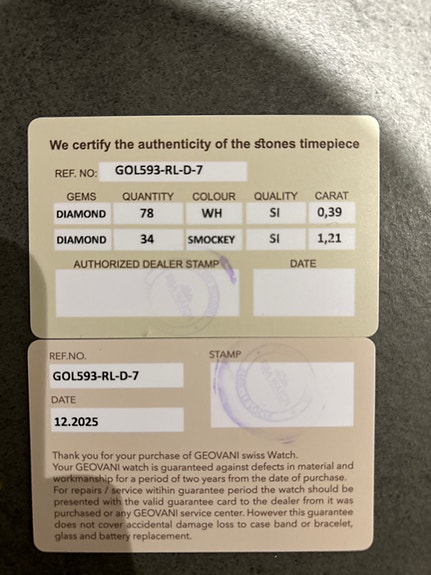 We certify the authenticity of the stones timepiece
REF. NO: GOL593-RL-D-7
GEMS QUANTITY COLOUR QUALITY CARAT
DIAMOND 78 WH SI 0,39
DIAMOND 34 SMOCKEY SI 1,21
AUTHORIZED DEALER STAMP DATE
REF.NO. STAMP
GOL593-RL-D-7
DATE
12.2025
Thank you for your purchase of GEOVANI swiss Watch.
Your GEOVANI watch is guaranteed against defects in material and
workmanship for a period of two years from the date of purchase.
For repairs / service witihin guarantee period the watch should be
presented with the valid guarantee card to the dealer from it was
purchased or any GEOVANI service center. However this guarantee
does not cover accidental damage loss to case band or bracelet,
glass and battery replacement.